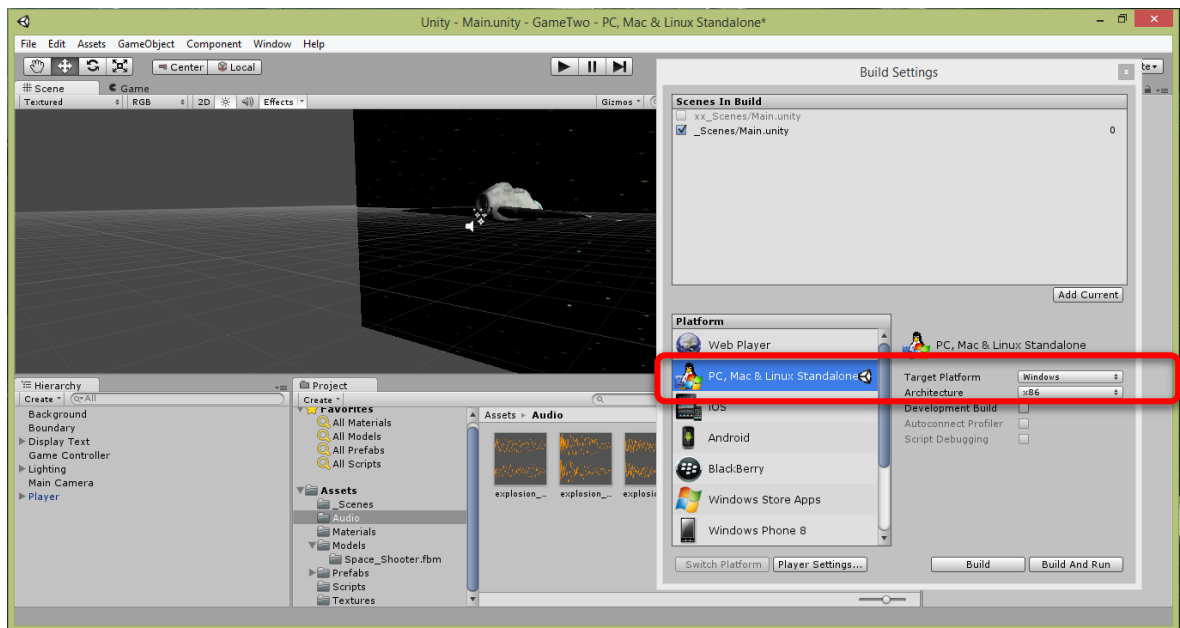 Unity - Main.unity - GameTwo - PC, Mac & Linux Standalone*
File Edit Assets GameObject Component Window Help
Center Local
Scene Game
Textured RGB 2D Effects Gizmos
Build Settings
Scenes In Build
xx_Scenes/Main.unity
_Scenes/Main.unity 0
Add Current
Platform
Web Player
PC, Mac & Linux Standalone
iOS
Android
BlackBerry
Windows Store Apps
Windows Phone 8
PC, Mac & Linux Standalone
Target Platform Windows
Architecture x86
Development Build
Autoconnect Profiler
Script Debugging
Switch Platform Player Settings... Build Build And Run
Hierarchy
Create All
Background
Boundary
Display Text
Game Controller
Lighting
Main Camera
Player
Project
Create
Favorites
All Materials
All Models
All Prefabs
All Scripts
Assets
_Scenes
Audio
Materials
Models
Space_Shooter.fbm
Prefabs
Scripts
Textures
Assets Audio
explosion_... explosion_... explosio